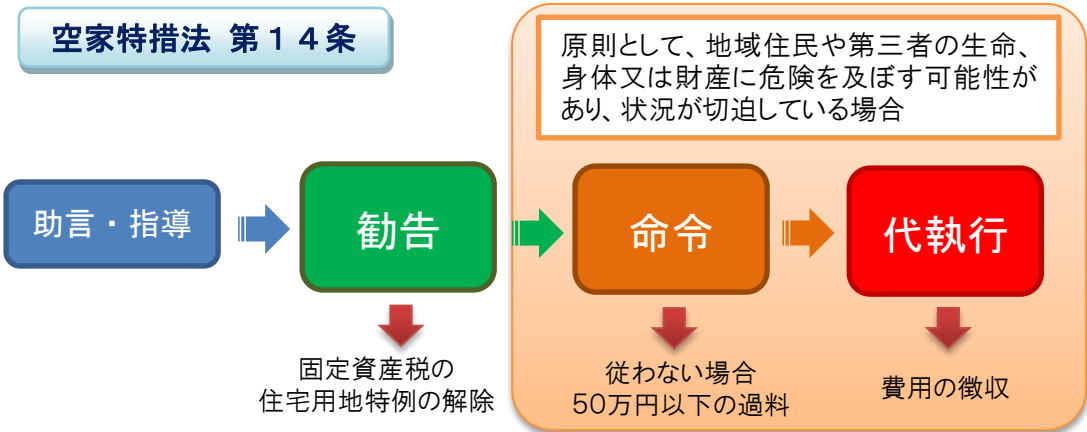 空家特措法 第１４条
原則として、地域住民や第三者の生命、
身体又は財産に危険を及ぼす可能性が
あり、状況が切迫している場合
助言・指導
勧告
命令
代執行
固定資産税の
住宅用地特例の解除
従わない場合
50万円以下の過料
費用の徴収